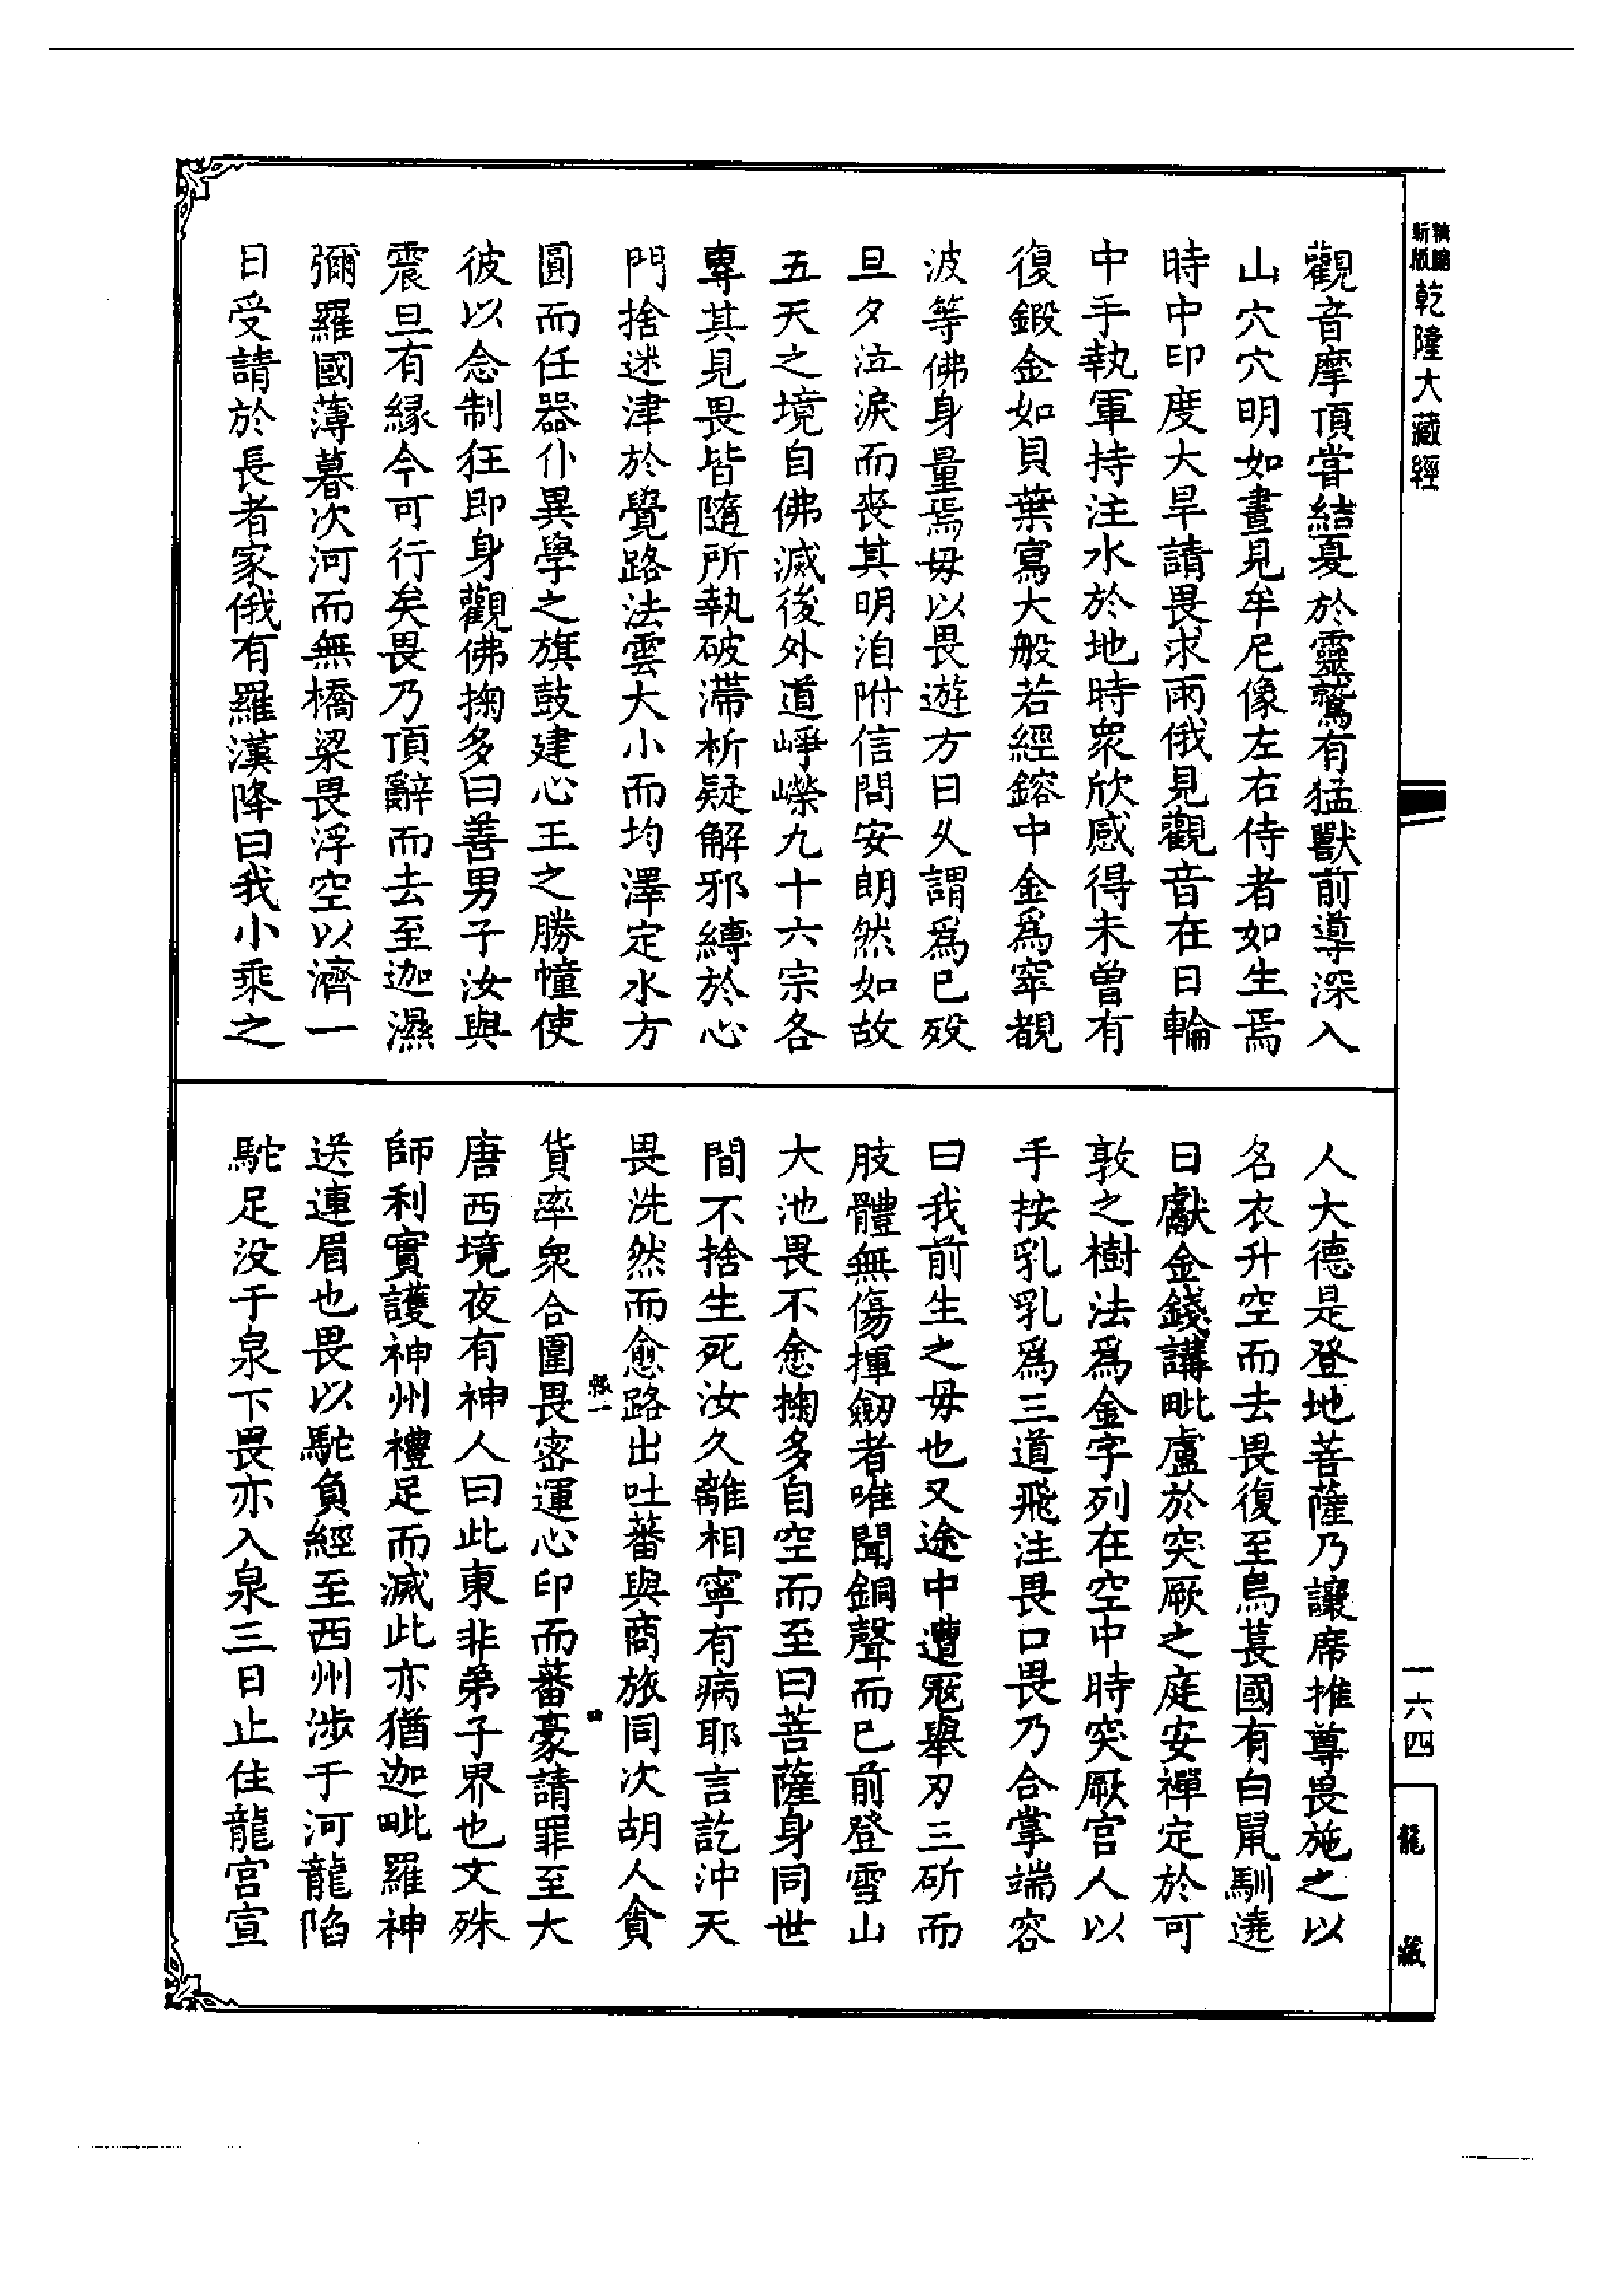 新版精縮乾隆大藏經
觀音摩頂甞結夏於靈鷲有猛獸前導深入
山穴穴明如晝見牟尼像左右侍者如生焉
時中印度大旱請畏求雨俄見觀音在日輪
中手執軍持注水於地時衆欣感得未曾有
復鍛金如貝葉寫大般若經鎔中金爲窣覩
波等佛身量焉毋以畏遊方日久謂爲已歿
旦夕泣淚而丧其明洎附信問安朗然如故
五天之境自佛滅後外道崢嶸九十六宗各
專其見畏皆隨所執破滯析疑解邪縛於心
門捨迷津於覺路法雲大小而均澤定水方
圓而任器仆異學之旗鼓建心王之勝幢使
彼以念制狂即身觀佛掬多曰善男子汝與
震旦有緣今可行矣畏乃頂辭而去至迦濕
彌羅國薄暮次河而無橋梁畏浮空以濟一
日受請於長者家俄有羅漢降曰我小乘之
人大德是登地菩薩乃讓席推尊畏施之以
名衣升空而去畏復至烏萇國有白鼠馴遶
日獻金錢講毗盧於突厥之庭安禪定於可
敦之樹法爲金字列在空中時突厥官人以
手按乳乳爲三道飛注畏口畏乃合掌端容
曰我前生之毋也又途中遭宼舉刃三斫而
肢體無傷揮劒者唯聞銅聲而已前登雪山
大池畏不悆掬多自空而至曰菩薩身同世
間不捨生死汝久離相寧有病耶言訖沖天
畏洗然而愈路出吐蕃與商旅同次胡人貪
貨率衆合圍畏密運心印而蕃豪請罪至大
唐西境夜有神人曰此東非弟子界也文殊
師利實護神州禮足而滅此亦猶迦毗羅神
送連眉也畏以駝負經至西州涉于河龍陷
駝足没于泉下畏亦入泉三日止住龍宫宣
一六四
龍藏